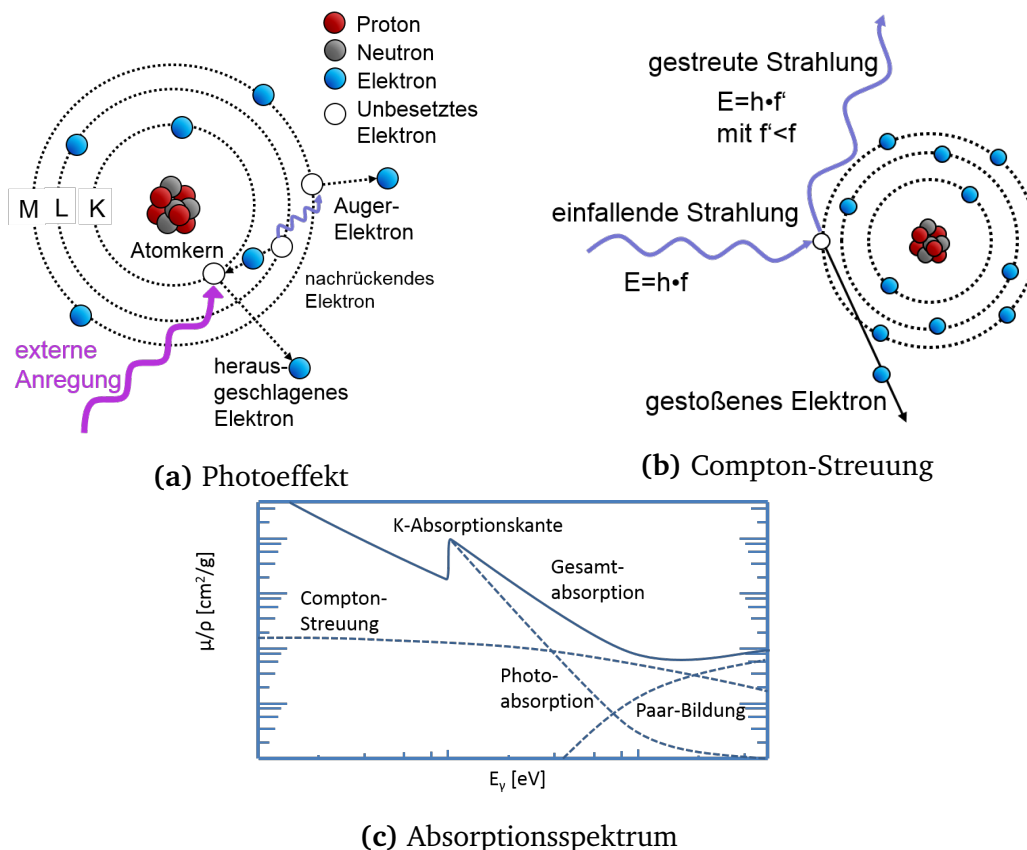 Proton
Neutron
Elektron
Unbesetztes
Elektron
M L K
Atomkern
Auger-
Elektron
nachrückendes
Elektron
externe
Anregung
heraus-
geschlagenes
Elektron
(a) Photoeffekt
gestreute Strahlung
E=h•f‘
mit f‘<f
einfallende Strahlung
E=h•f
gestoßenes Elektron
(b) Compton-Streuung
K-Absorptionskante
Gesamt-
absorption
Compton-
Streuung
Photo-
absorption
Paar-Bildung
μ/ρ [cm²/g]
Eγ [eV]
(c) Absorptionsspektrum